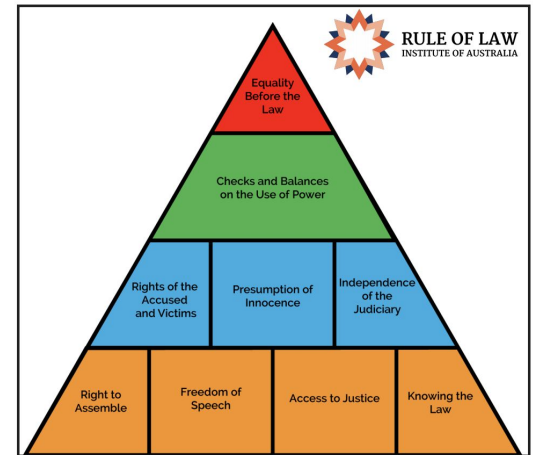 RULE OF LAW
INSTITUTE OF AUSTRALIA
Equality
Before the
Law
Checks and Balances
on the Use of Power
Rights of the
Accused
and Victims
Presumption of
Innocence
Independence
of the
Judiciary
Right to
Assemble
Freedom of
Speech
Access to Justice
Knowing the
Law